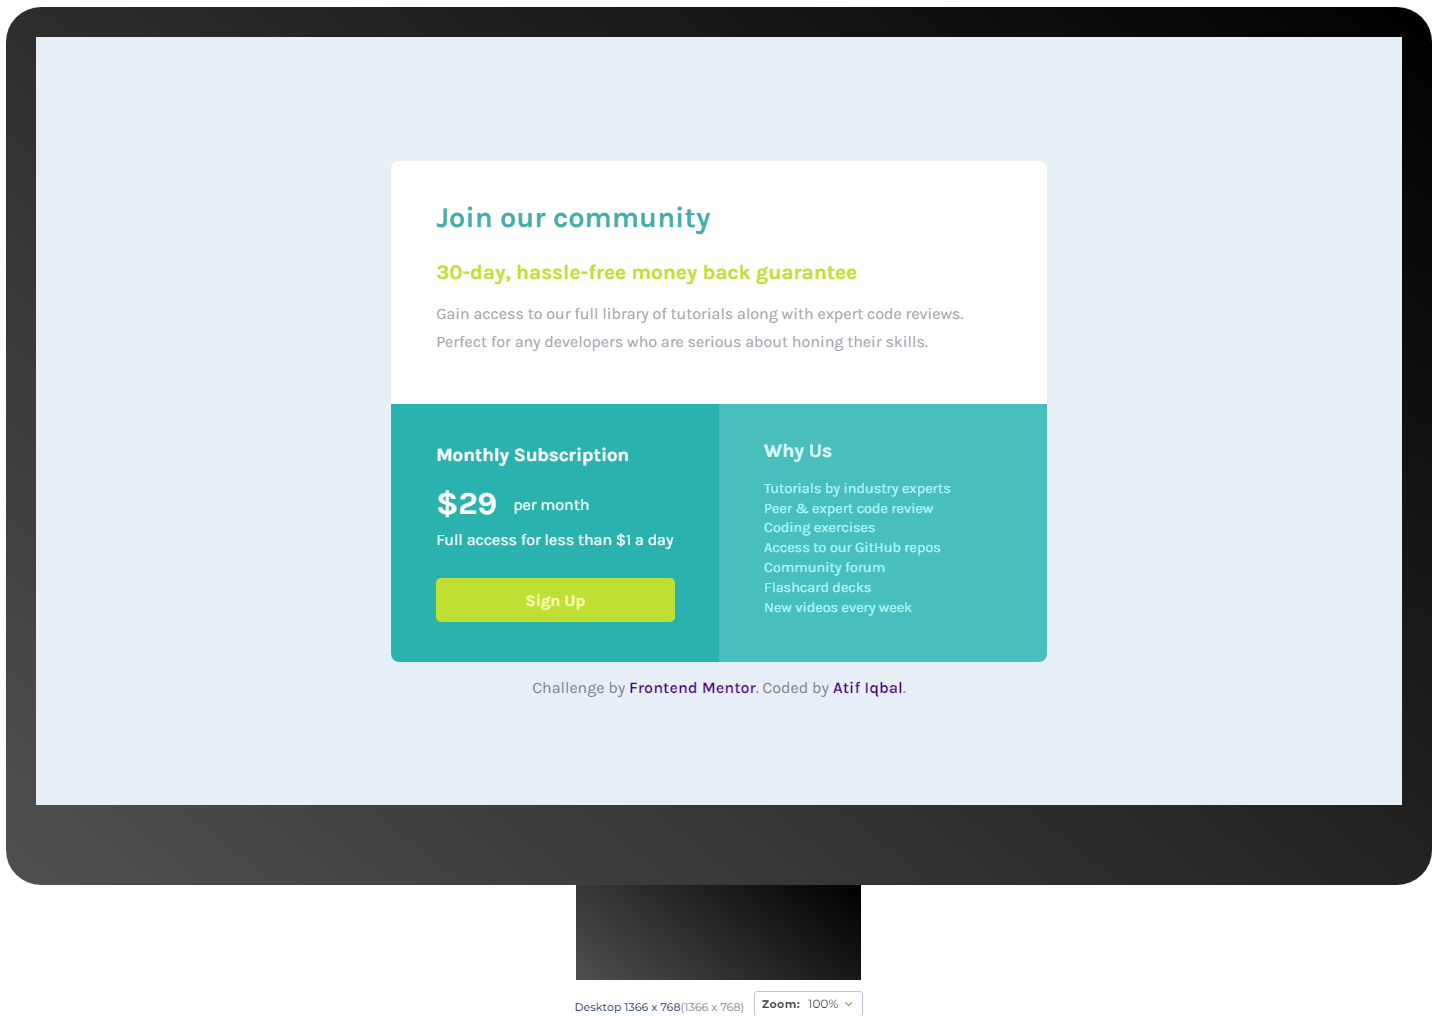 Join our community
30-day, hassle-free money back guarantee
Gain access to our full library of tutorials along with expert code reviews.
Perfect for any developers who are serious about honing their skills.
Monthly Subscription
$29 per month
Full access for less than $1 a day
Sign Up
Why Us
Tutorials by industry experts
Peer & expert code review
Coding exercises
Access to our GitHub repos
Community forum
Flashcard decks
New videos every week
Challenge by Frontend Mentor. Coded by Atif Iqbal.
Desktop 1366 x 768(1366 x 768) Zoom: 100%